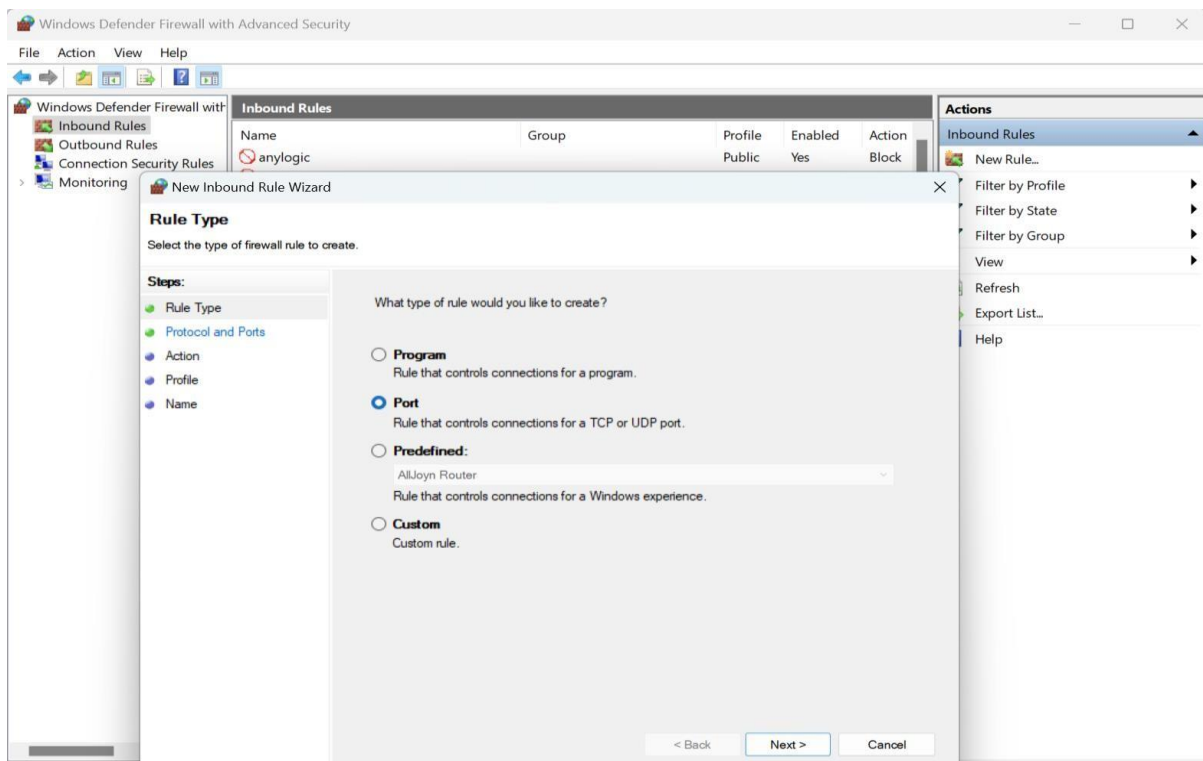 Windows Defender Firewall with Advanced Security
File Action View Help
Windows Defender Firewall with
Inbound Rules
Outbound Rules
Connection Security Rules
Monitoring
Inbound Rules
Name Group Profile Enabled Action
anylogic Public Yes Block
Actions
Inbound Rules
New Rule...
Filter by Profile
Filter by State
Filter by Group
View
Refresh
Export List...
Help
New Inbound Rule Wizard
Rule Type
Select the type of firewall rule to create.
Steps:
Rule Type
Protocol and Ports
Action
Profile
Name
What type of rule would you like to create?
Program
Rule that controls connections for a program.
Port
Rule that controls connections for a TCP or UDP port.
Predefined:
AllJoyn Router
Rule that controls connections for a Windows experience.
Custom
Custom rule.
< Back Next > Cancel